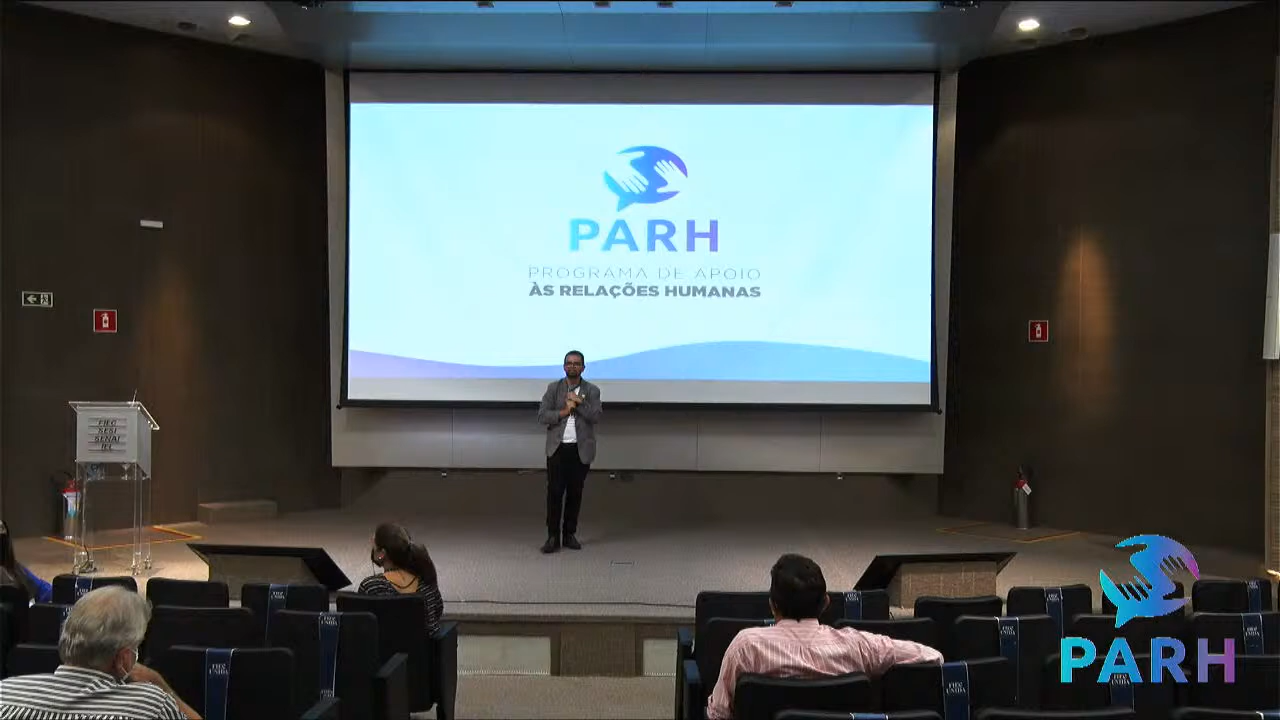 PARH
PROGRAMA DE APOIO
ÀS RELAÇÕES HUMANAS
FIEC
SESI
SENAI
IEL
PARH